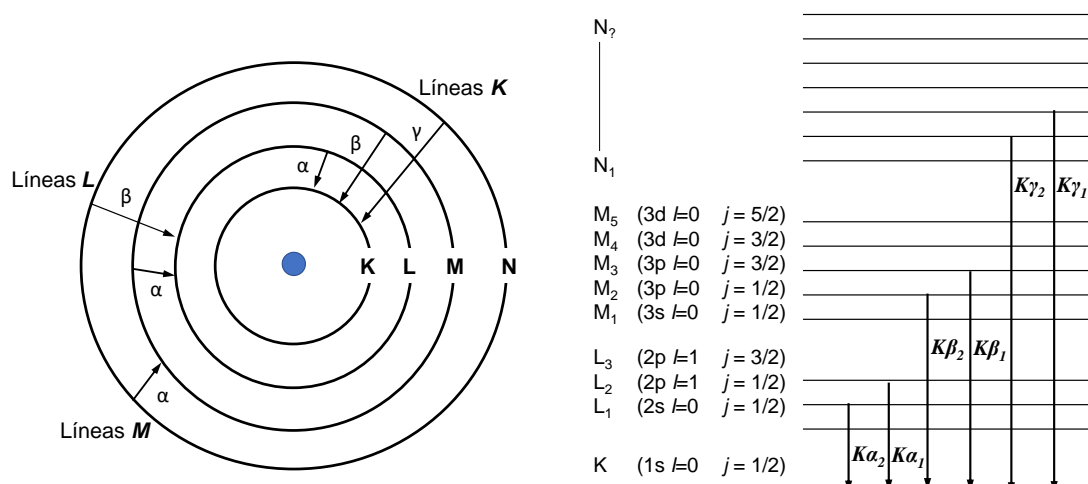 Líneas K
Líneas L
γ
β
α
β
α
α
K L M N
Líneas M
N?
N1
M5 (3d l=0 j = 5/2)
M4 (3d l=0 j = 3/2)
M3 (3p l=0 j = 3/2)
M2 (3p l=0 j = 1/2)
M1 (3s l=0 j = 1/2)
L3 (2p l=1 j = 3/2)
L2 (2p l=1 j = 1/2)
L1 (2s l=0 j = 1/2)
K (1s l=0 j = 1/2)
Kγ2 Kγ1
Kβ2 Kβ1
Kα2 Kα1